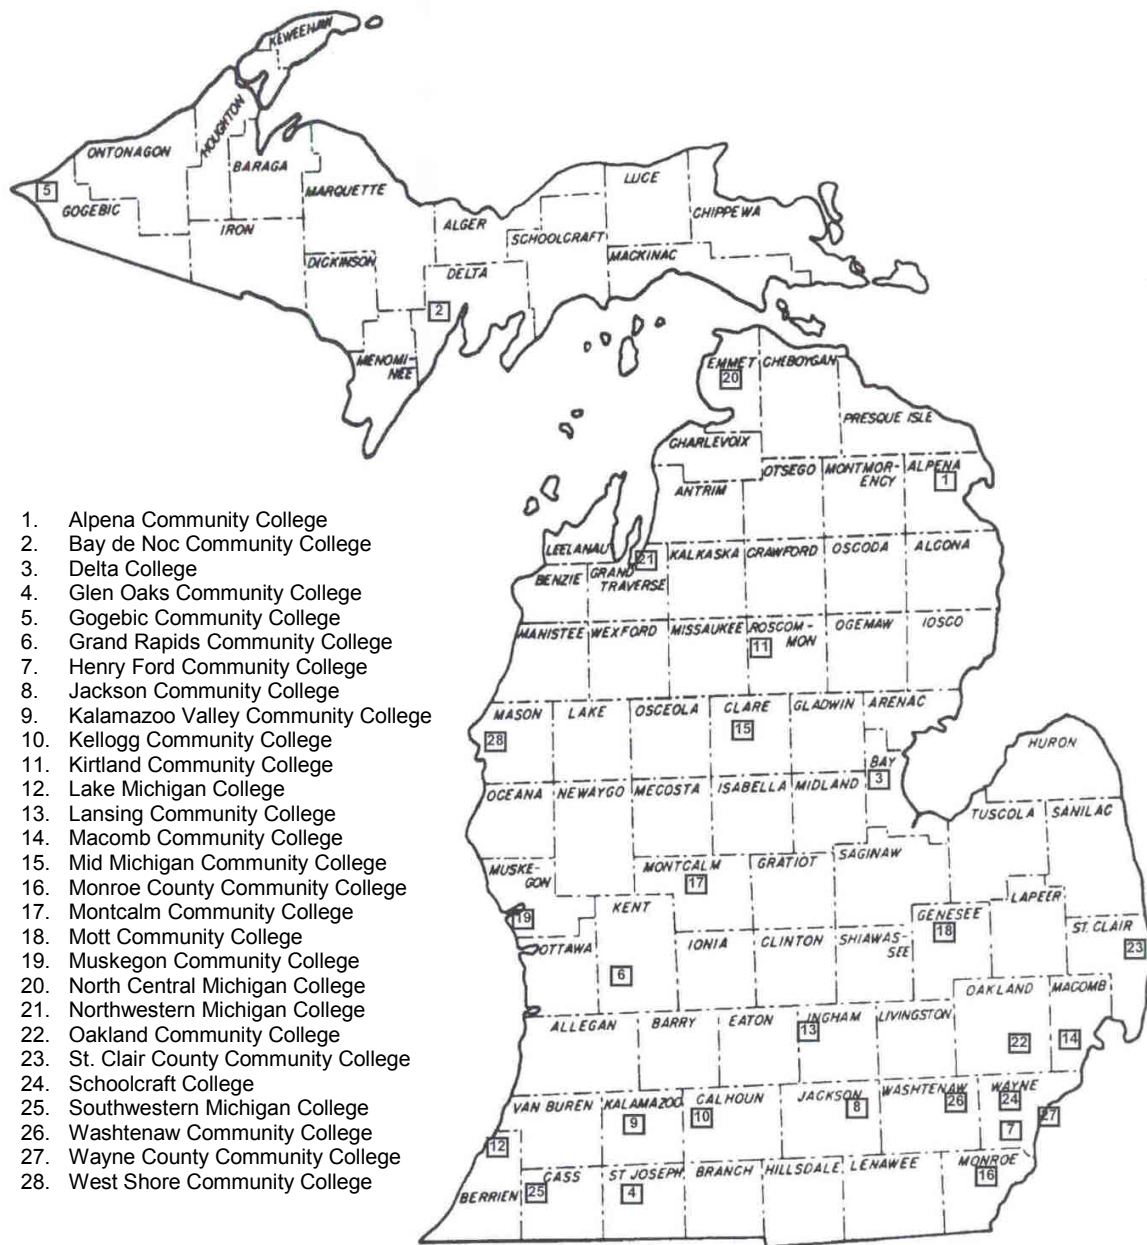 KEWEENAW
HOUGHTON
ONTONAGON
BARAGA
MARQUETTE
LUCE
5
GOGEBIC
IRON
ALGER
SCHOOLCRAFT
CHIPPEWA
MACKINAC
DICKINSON
DELTA
2
MENOMI-
NEE
EMMET
CHEBOYGAN
20
PRESQUE ISLE
CHARLEVOIX
OTSEGO
MONTMOR-
ENCY
ALPENA
1
ANTRIM
LEELANAU
BENZIE
GRAND
TRAVERSE
21
KALKASKA
CRAWFORD
OSCODA
ALCONA
MANISTEE
WEXFORD
MISSAUKEE
ROSCOM-
MON
11
OGEMAW
IOSCO
MASON
28
LAKE
OSCEOLA
CLARE
15
GLADWIN
ARENAC
HURON
BAY
3
OCEANA
NEWAYGO
MECOSTA
ISABELLA
MIDLAND
TUSCOLA
SANILAC
MUSKE-
GON
19
MONTCALM
17
GRATIOT
SAGINAW
KENT
6
OTTAWA
IONIA
CLINTON
SHIAWAS-
SEE
GENESEE
18
LAPEER
ST. CLAIR
23
ALLEGAN
BARRY
EATON
INGHAM
13
LIVINGSTON
OAKLAND
22
MACOMB
14
VAN BUREN
KALAMAZOO
9
CALHOUN
10
JACKSON
8
WASHTENAW
26
WAYNE
24
27
7
12
BERRIEN
CASS
25
ST JOSEPH
4
BRANCH
HILLSDALE
LENAWEE
MONROE
16
1. Alpena Community College
2. Bay de Noc Community College
3. Delta College
4. Glen Oaks Community College
5. Gogebic Community College
6. Grand Rapids Community College
7. Henry Ford Community College
8. Jackson Community College
9. Kalamazoo Valley Community College
10. Kellogg Community College
11. Kirtland Community College
12. Lake Michigan College
13. Lansing Community College
14. Macomb Community College
15. Mid Michigan Community College
16. Monroe County Community College
17. Montcalm Community College
18. Mott Community College
19. Muskegon Community College
20. North Central Michigan College
21. Northwestern Michigan College
22. Oakland Community College
23. St. Clair County Community College
24. Schoolcraft College
25. Southwestern Michigan College
26. Washtenaw Community College
27. Wayne County Community College
28. West Shore Community College